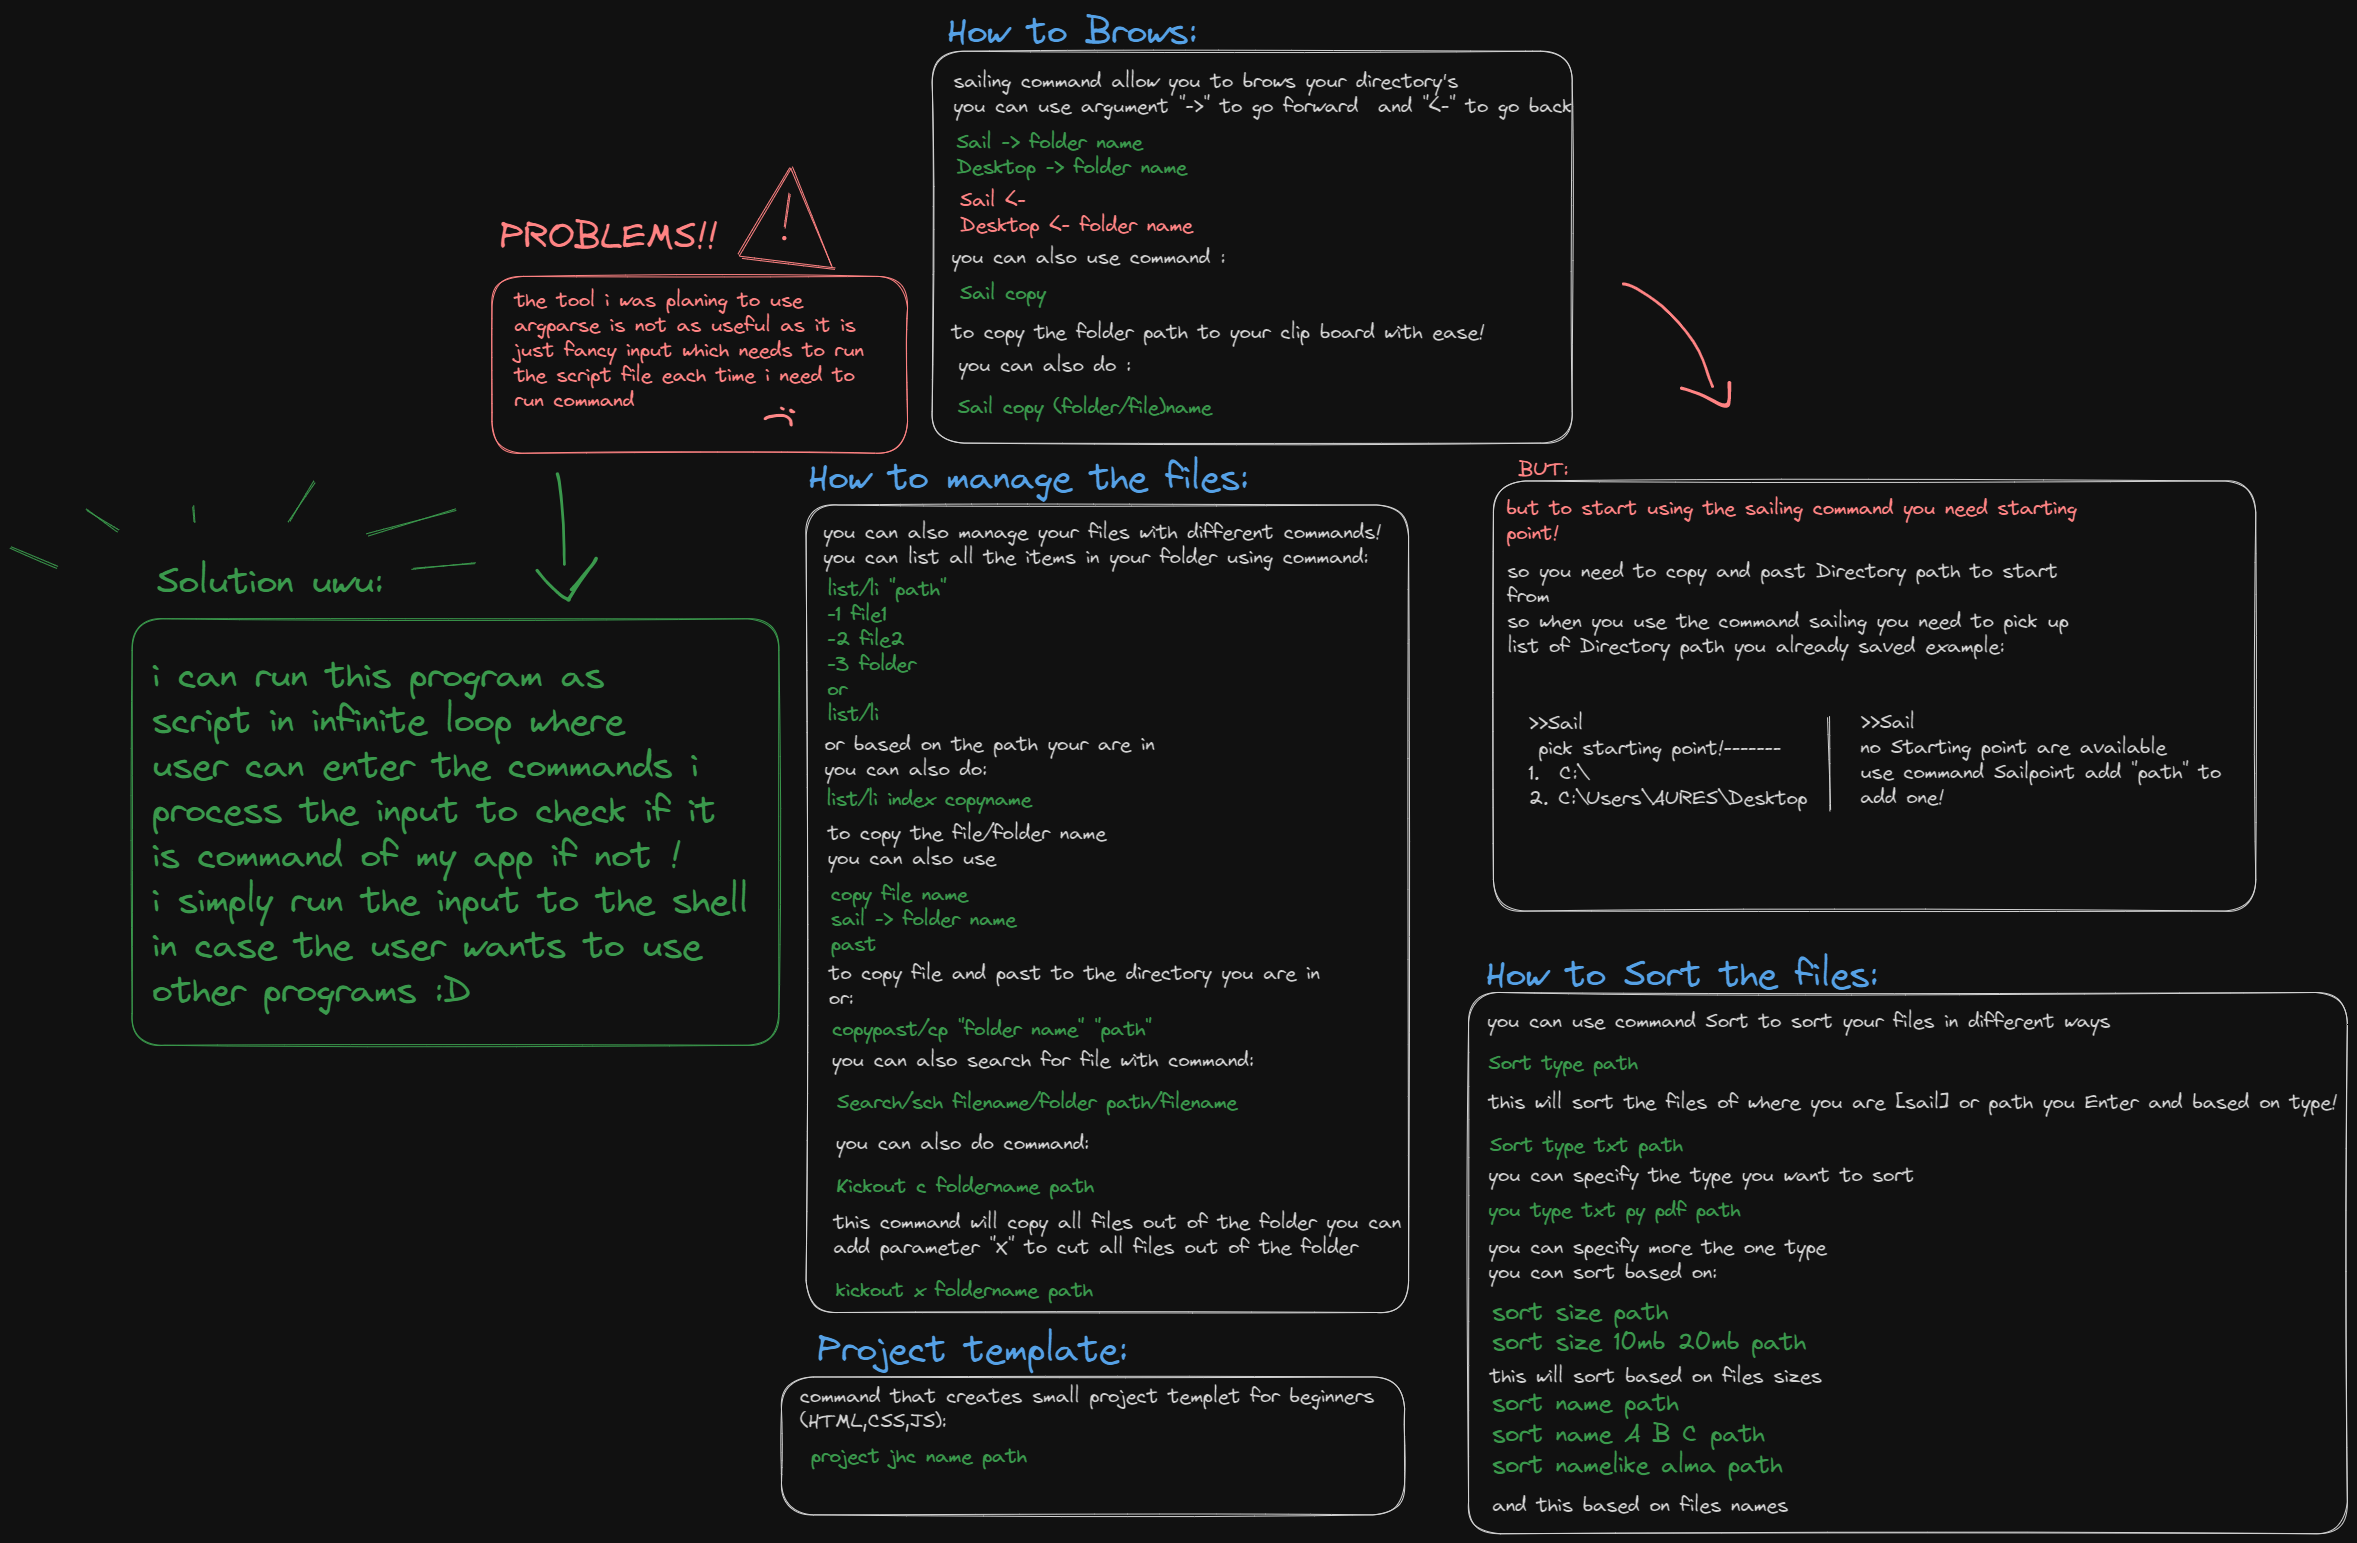 How to Brows:
sailing command allow you to brows your directory's
you can use argument "->" to go forward  and "<-" to go back
Sail -> folder name
Desktop -> folder name
Sail <-
Desktop <- folder name
you can also use command :
Sail copy
to copy the folder path to your clip board with ease!
you can also do :
Sail copy (folder/file)name
PROBLEMS!!
!
the tool i was planing to use
argparse is not as useful as it is
just fancy input which needs to run
the script file each time i need to
run command
:(
Solution uwu:
i can run this program as
script in infinite loop where
user can enter the commands i
process the input to check if it
is command of my app if not !
i simply run the input to the shell
in case the user wants to use
other programs :D
How to manage the files:
you can also manage your files with different commands!
you can list all the items in your folder using command:
list/li "path"
-1 file1
-2 file2
-3 folder
or
list/li
or based on the path your are in
you can also do:
list/li index copyname
to copy the file/folder name
you can also use
copy file name
sail -> folder name
past
to copy file and past to the directory you are in
or:
copypast/cp "folder name" "path"
you can also search for file with command:
Search/sch filename/folder path/filename
you can also do command:
Kickout c foldername path
this command will copy all files out of the folder you can
add parameter "X" to cut all files out of the folder
kickout x foldername path
Project template:
command that creates small project templet for beginners
(HTML,CSS,JS):
project jhc name path
BUT:
but to start using the sailing command you need starting
point!
so you need to copy and past Directory path to start
from
so when you use the command sailing you need to pick up
list of Directory path you already saved example:
>>Sail
pick starting point!-------
1.  C:\
2. C:\Users\AURES\Desktop
>>Sail
no Starting point are available
use command Sailpoint add "path" to
add one!
How to Sort the files:
you can use command Sort to sort your files in different ways
Sort type path
this will sort the files of where you are [sail] or path you Enter and based on type!
Sort type txt path
you can specify the type you want to sort
you type txt py pdf path
you can specify more the one type
you can sort based on:
sort size path
sort size 10mb 20mb path
this will sort based on files sizes
sort name path
sort name A B C path
sort namelike alma path
and this based on files names